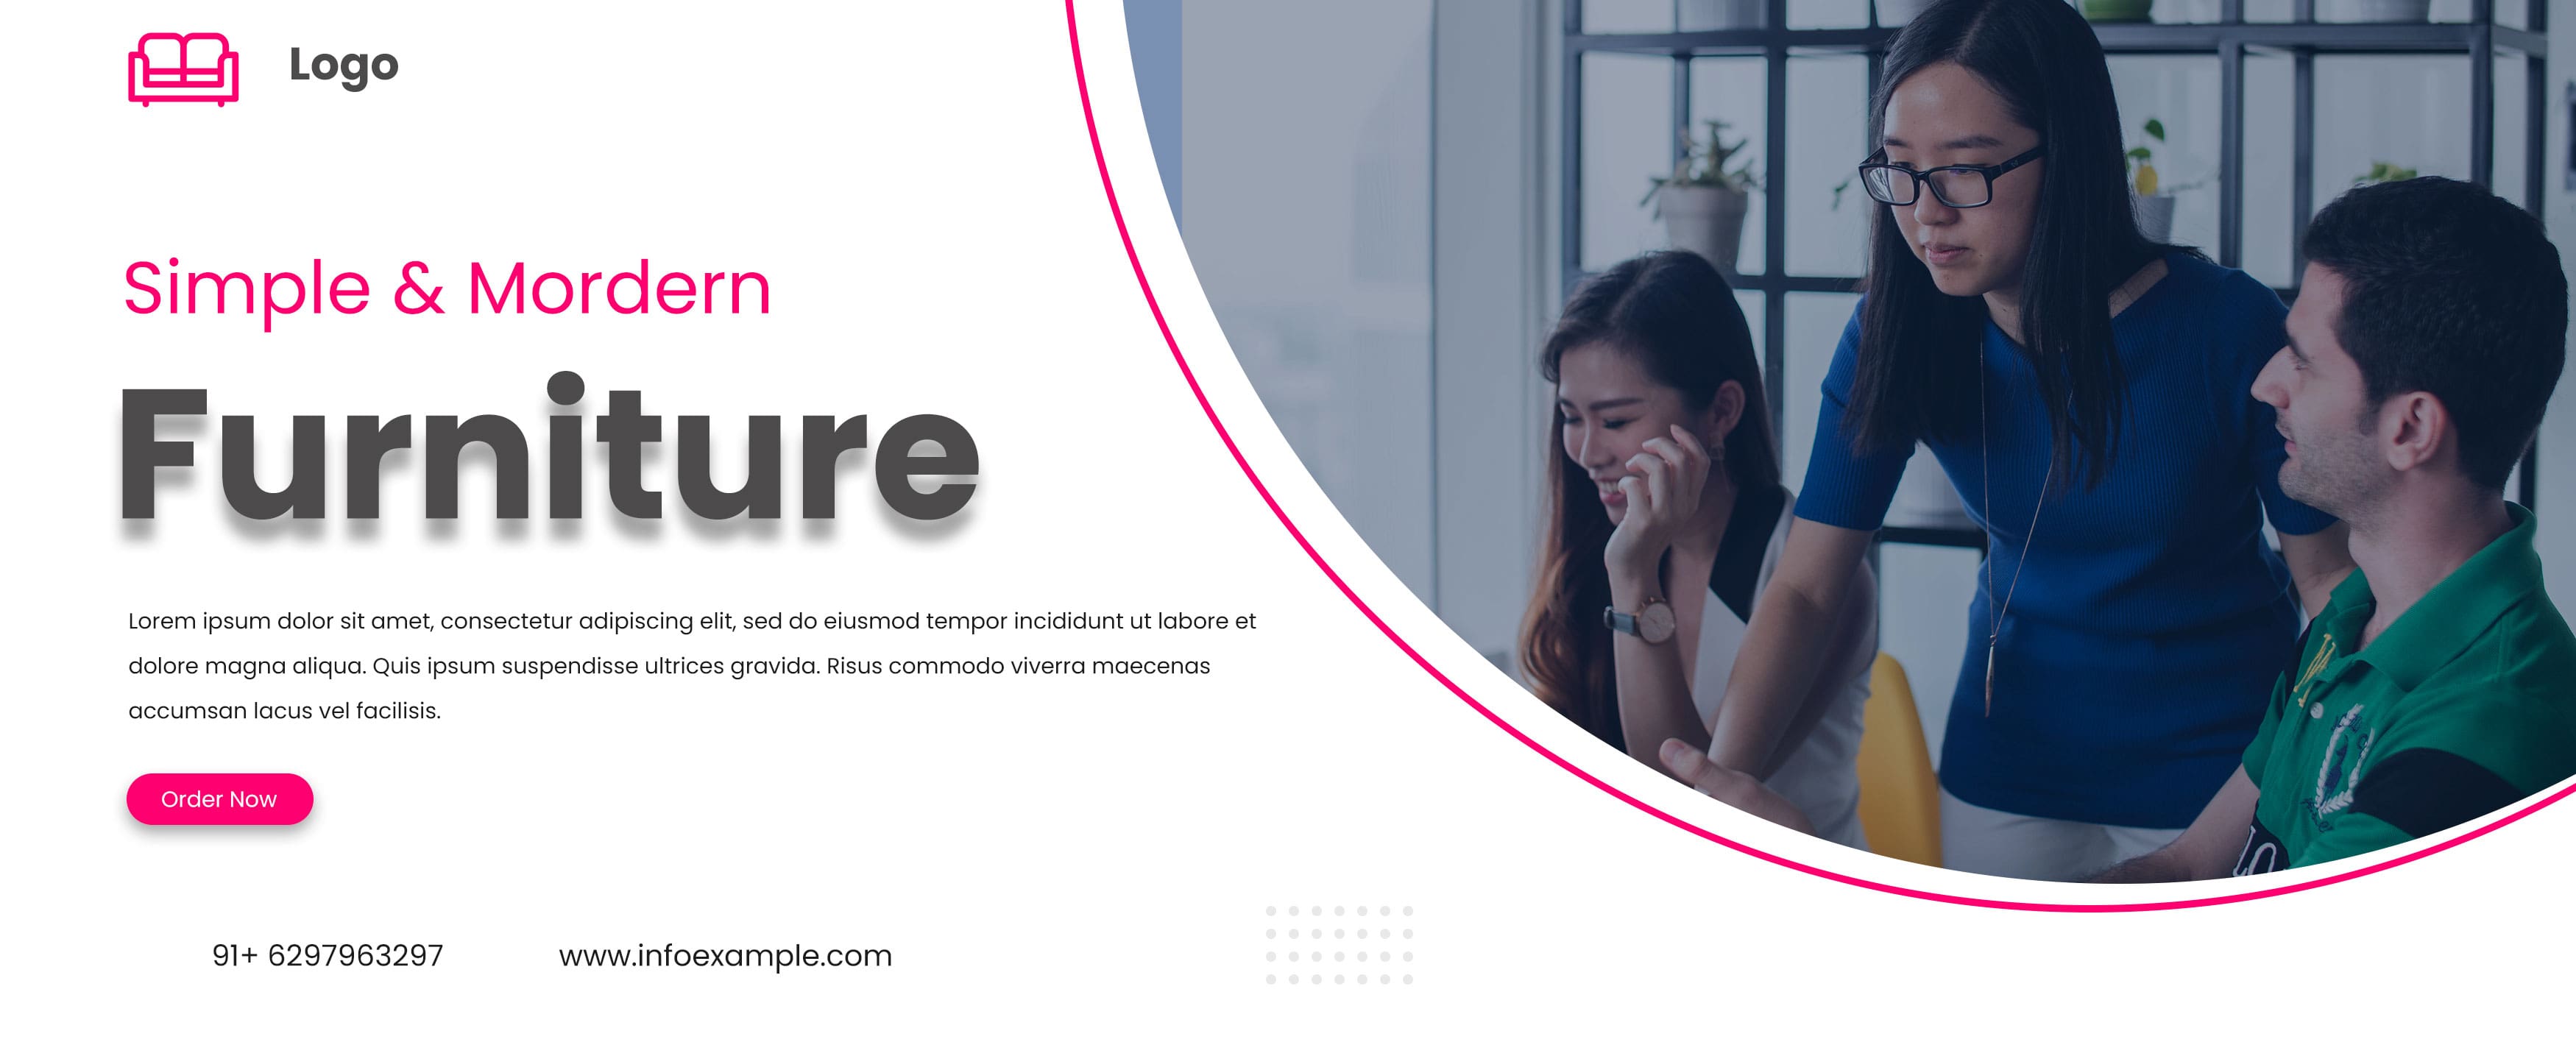 Logo
Simple & Mordern
Furniture
Lorem ipsum dolor sit amet, consectetur adipiscing elit, sed do eiusmod tempor incididunt ut labore et
dolore magna aliqua. Quis ipsum suspendisse ultrices gravida. Risus commodo viverra maecenas
accumsan lacus vel facilisis.
Order Now
91+ 6297963297
www.infoexample.com